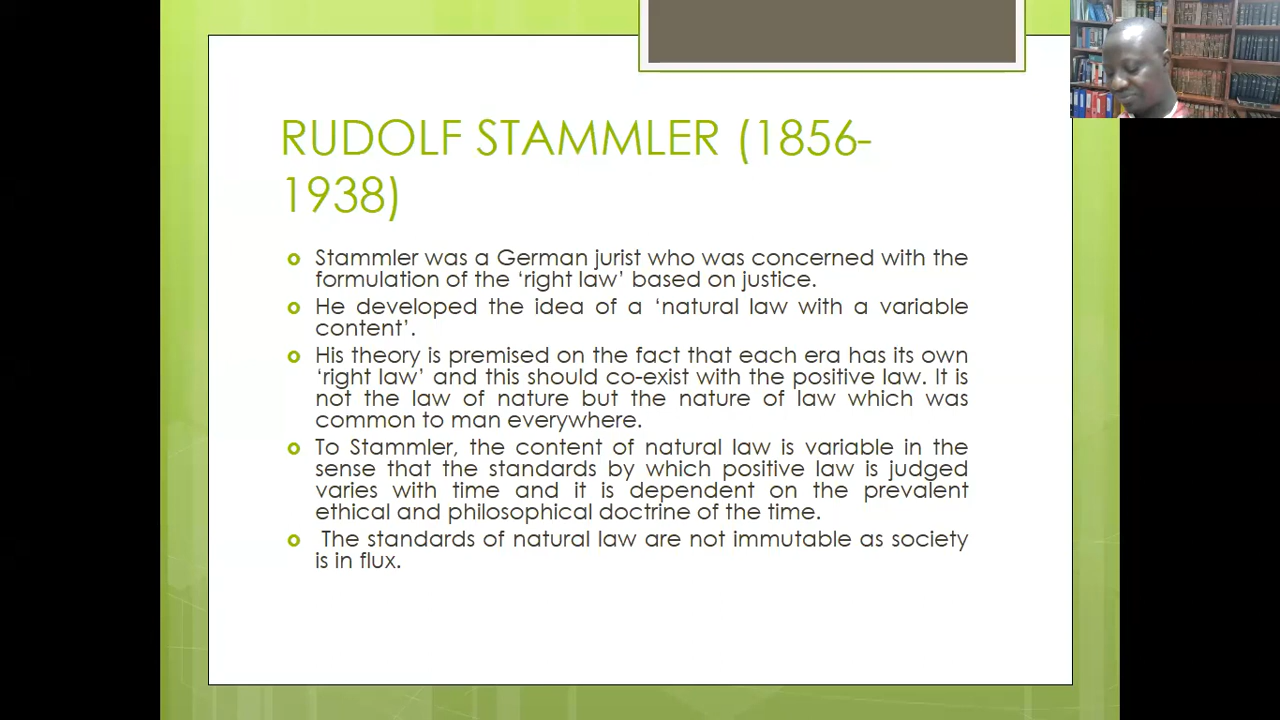 RUDOLF STAMMLER (1856-
1938)
Stammler was a German jurist who was concerned with the
formulation of the ‘right law’ based on justice.
He developed the idea of a ‘natural law with a variable
content’.
His theory is premised on the fact that each era has its own
‘right law’ and this should co-exist with the positive law. It is
not the law of nature but the nature of law which was
common to man everywhere.
To Stammler, the content of natural law is variable in the
sense that the standards by which positive law is judged
varies with time and it is dependent on the prevalent
ethical and philosophical doctrine of the time.
The standards of natural law are not immutable as society
is in flux.